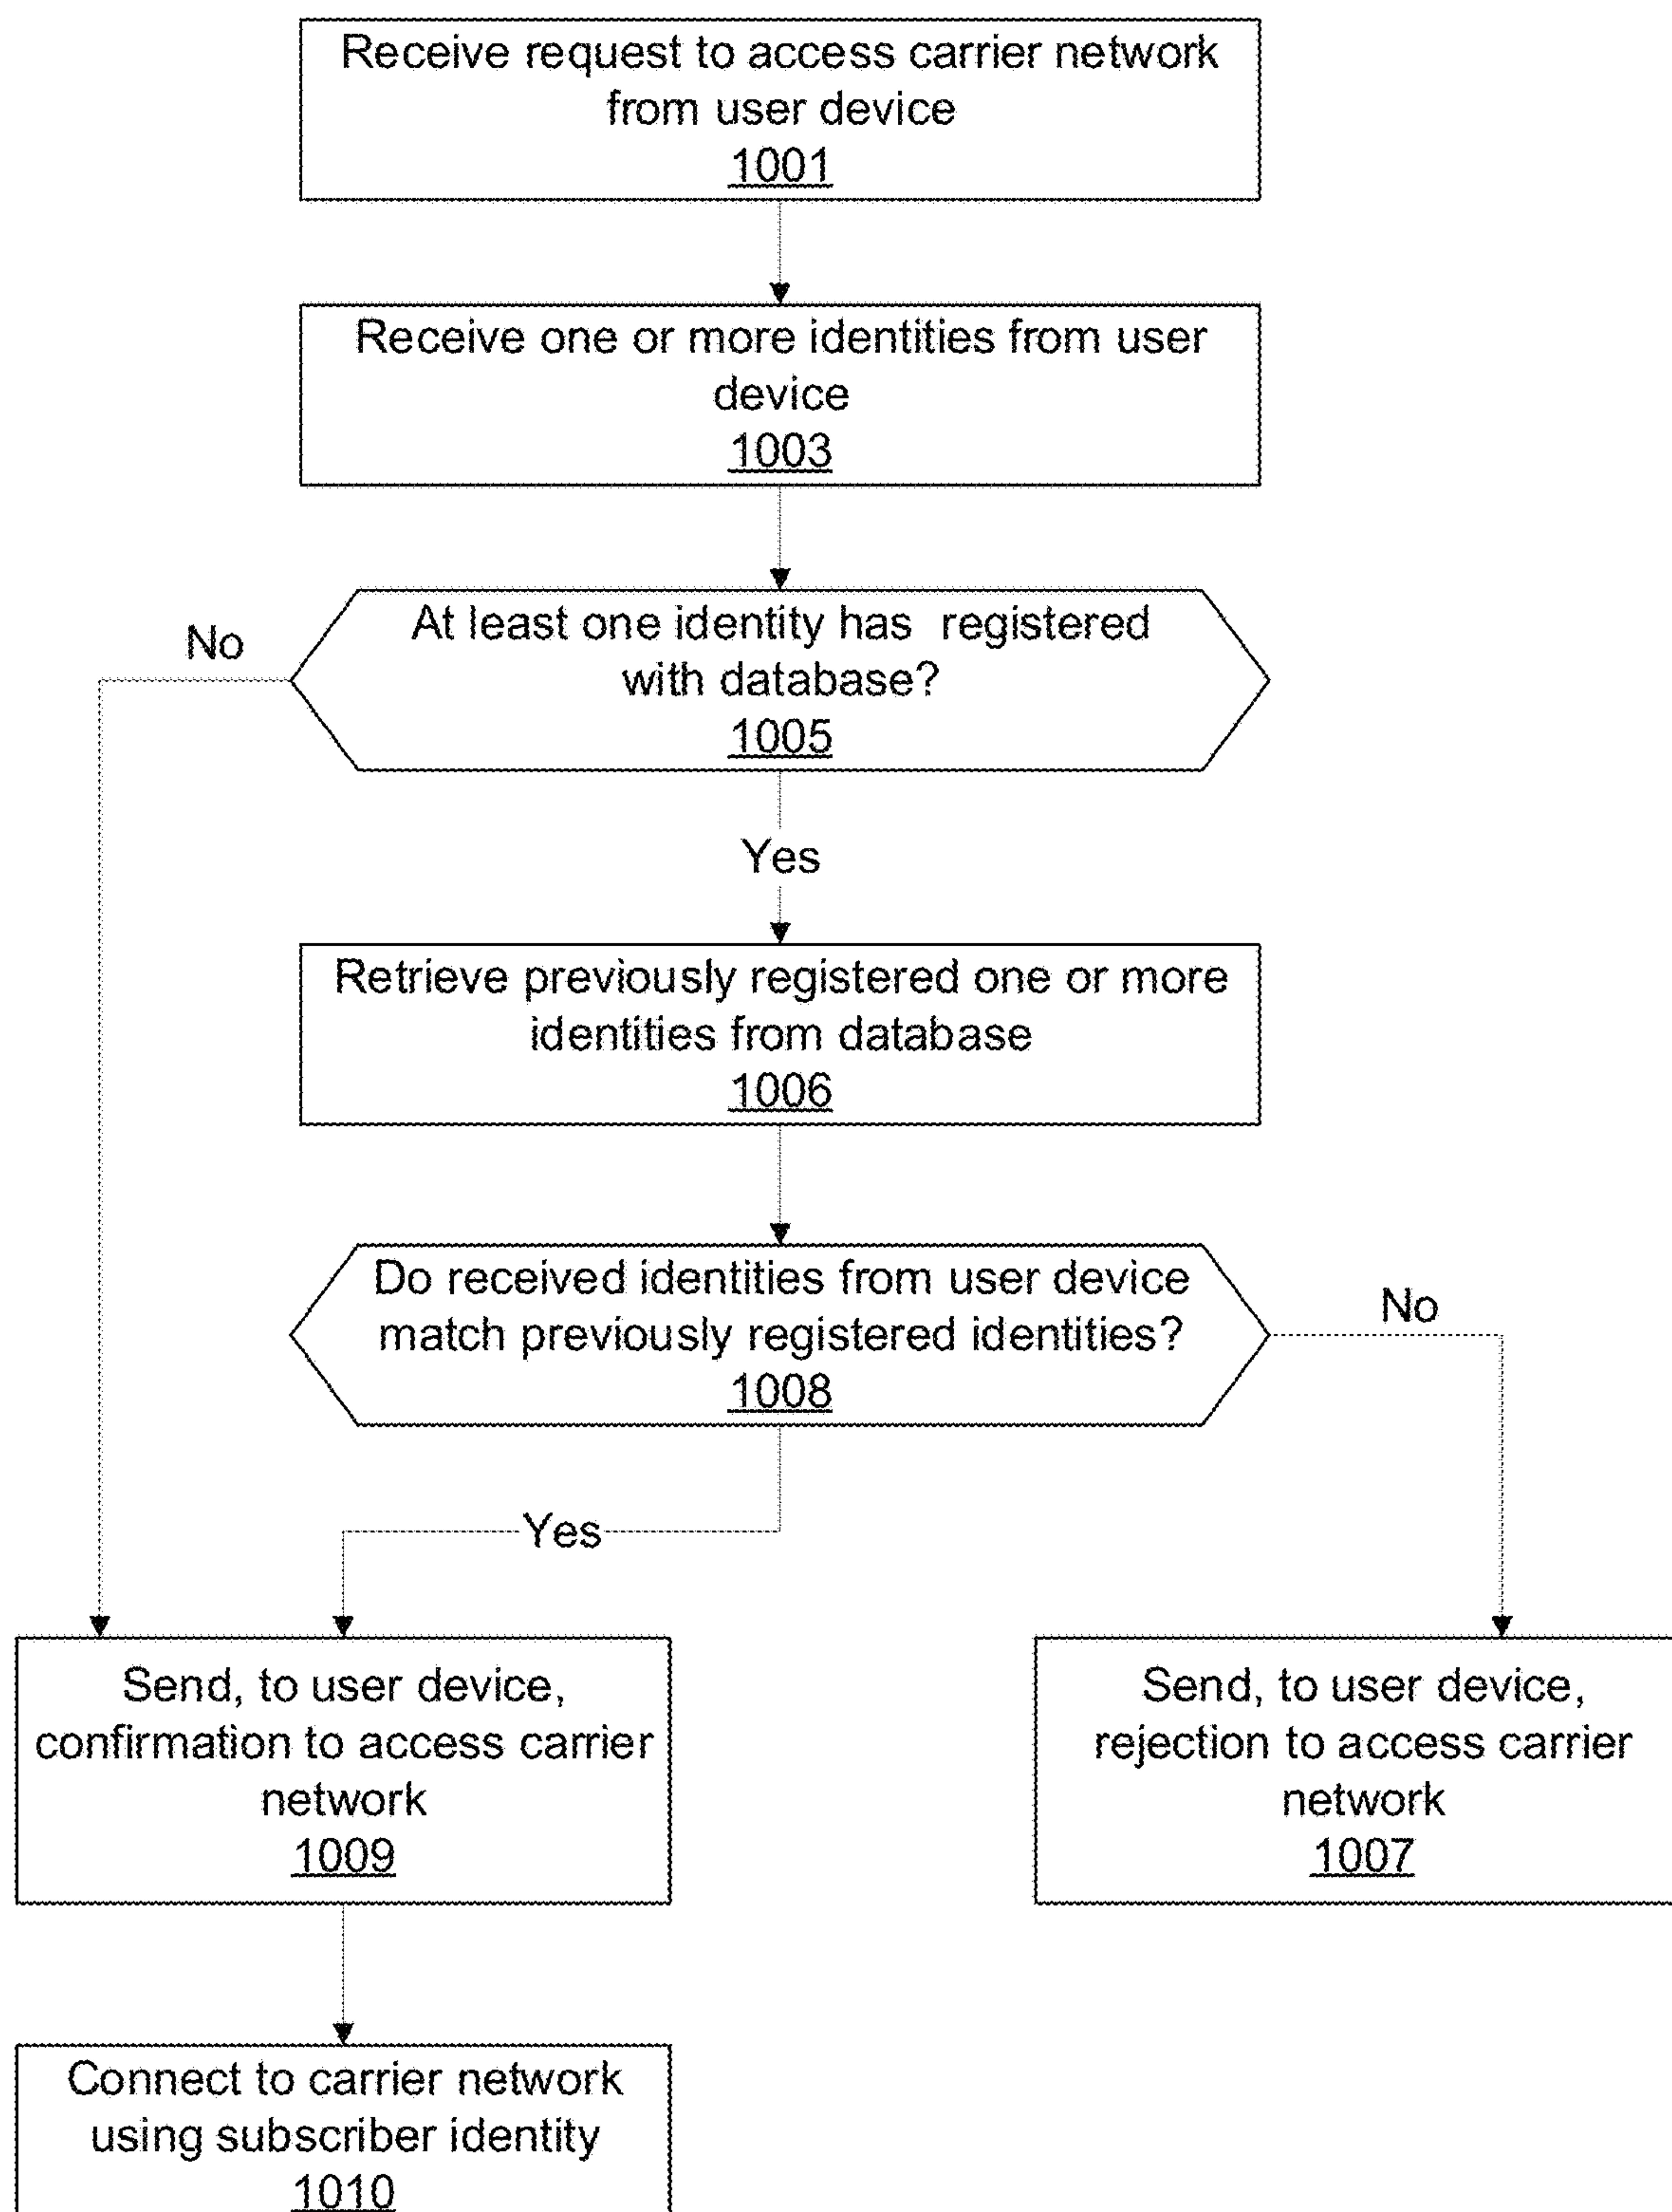 Receive request to access carrier network
from user device
1001
Receive one or more identities from user
device
1003
At least one identity has registered
with database?
1005
No
Yes
Retrieve previously registered one or more
identities from database
1006
Do received identities from user device
match previously registered identities?
1008
No
Yes
Send, to user device,
confirmation to access carrier
network
1009
Send, to user device,
rejection to access carrier
network
1007
Connect to carrier network
using subscriber identity
1010